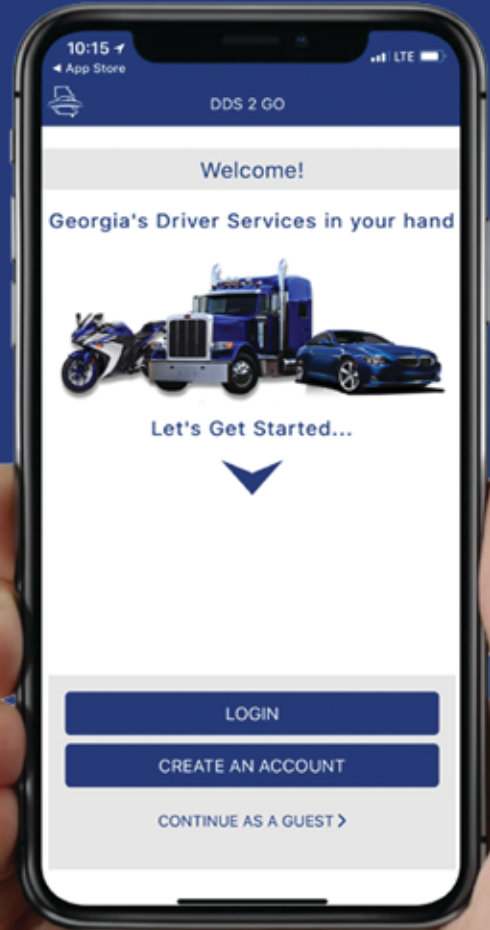 10:15
LTE
◀ App Store
DDS 2 GO
Welcome!
Georgia's Driver Services in your hand
Let's Get Started...
LOGIN
CREATE AN ACCOUNT
CONTINUE AS A GUEST >